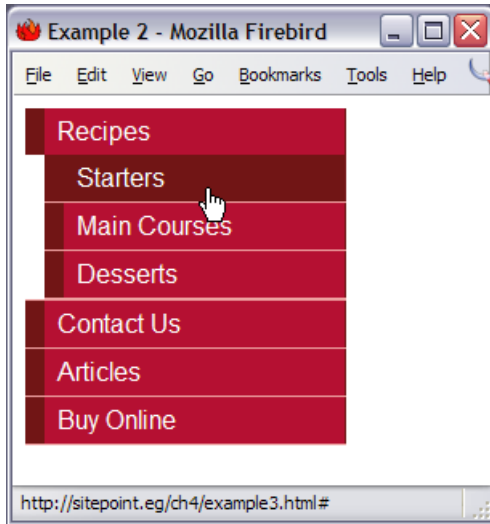 Example 2 - Mozilla Firebird
File Edit View Go Bookmarks Tools Help
Recipes
Starters
Main Courses
Desserts
Contact Us
Articles
Buy Online
http://sitepoint.eg/ch4/example3.html#